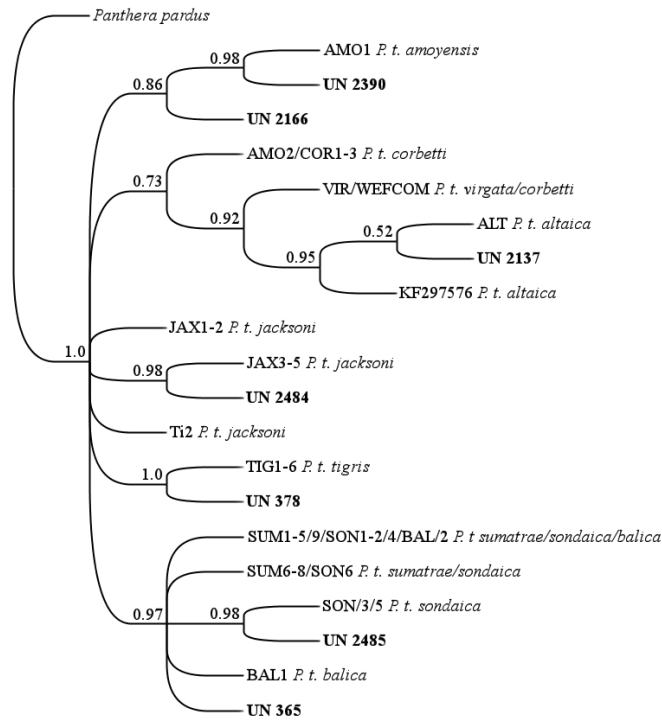 Panthera pardus
1.0
AMO1 P. t. amoyensis
0.98
0.86
UN 2390
UN 2166
AMO2/COR1-3 P. t. corbetti
0.73
VIR/WEFCOM P. t. virgata/corbetti
0.92
ALT P. t. altaica
0.52
0.95
UN 2137
KF297576 P. t. altaica
JAX1-2 P. t. jacksoni
1.0
JAX3-5 P. t. jacksoni
0.98
UN 2484
Ti2 P. t. jacksoni
TIG1-6 P. t. tigris
1.0
UN 378
SUM1-5/9/SON1-2/4/BAL/2 P. t sumatrae/sondaica/balica
SUM6-8/SON6 P. t. sumatrae/sondaica
SON/3/5 P. t. sondaica
0.97
0.98
UN 2485
BAL1 P. t. balica
UN 365